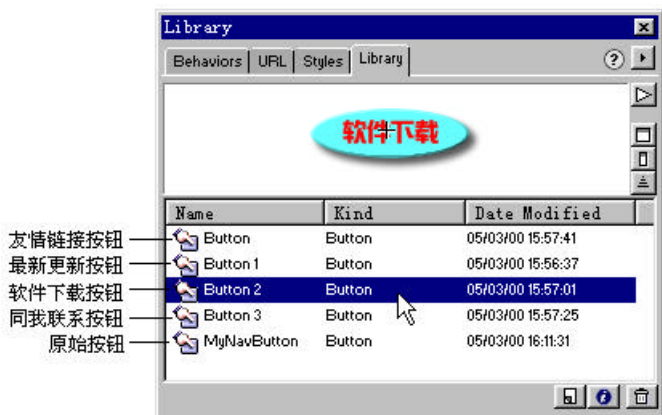 Library
Behaviors URL Styles Library ?
软件下载
Name Kind Date Modified
友情链接按钮 Button Button 05/03/00 15:57:41
最新更新按钮 Button 1 Button 05/03/00 15:56:37
软件下载按钮 Button 2 Button 05/03/00 15:57:01
同我联系按钮 Button 3 Button 05/03/00 15:57:25
原始按钮 MyNavButton Button 05/03/00 16:11:31